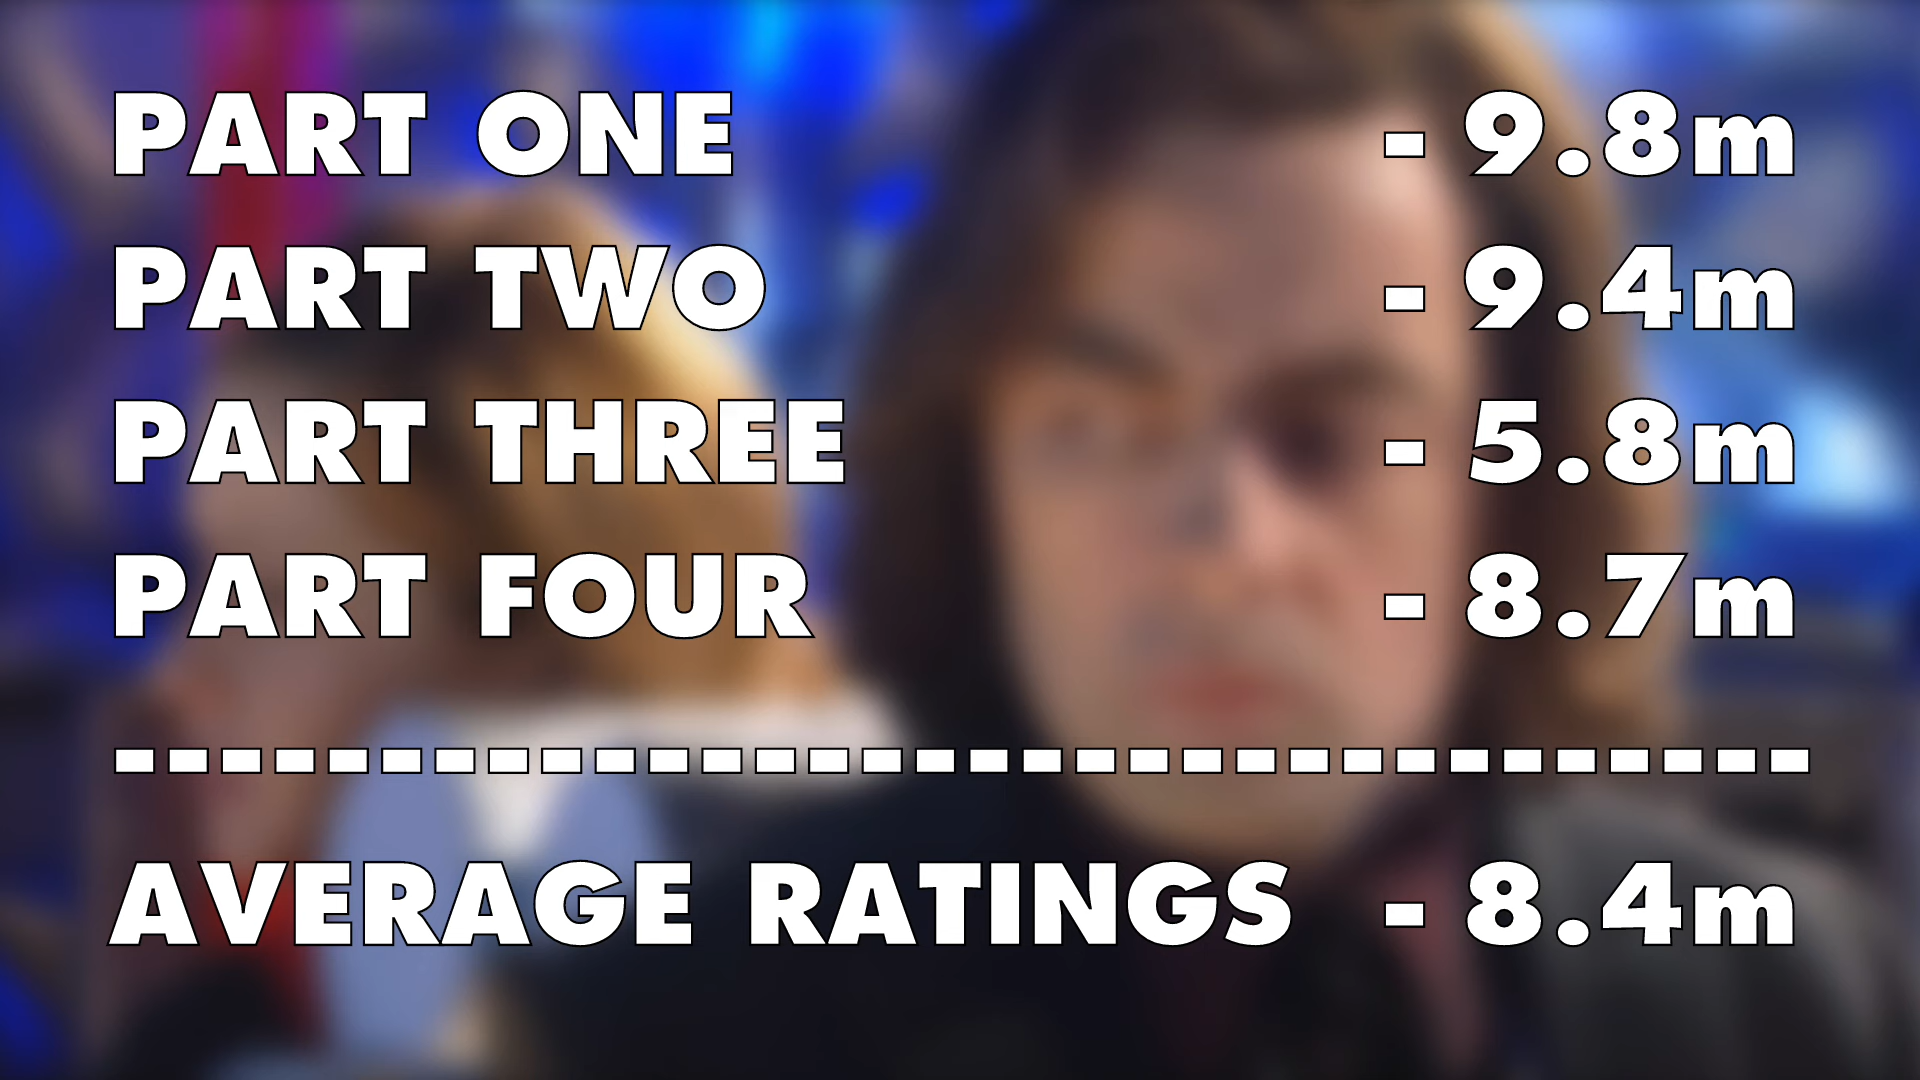 PART ONE - 9.8m
PART TWO - 9.4m
PART THREE - 5.8m
PART FOUR - 8.7m
--------------------------------
AVERAGE RATINGS - 8.4m